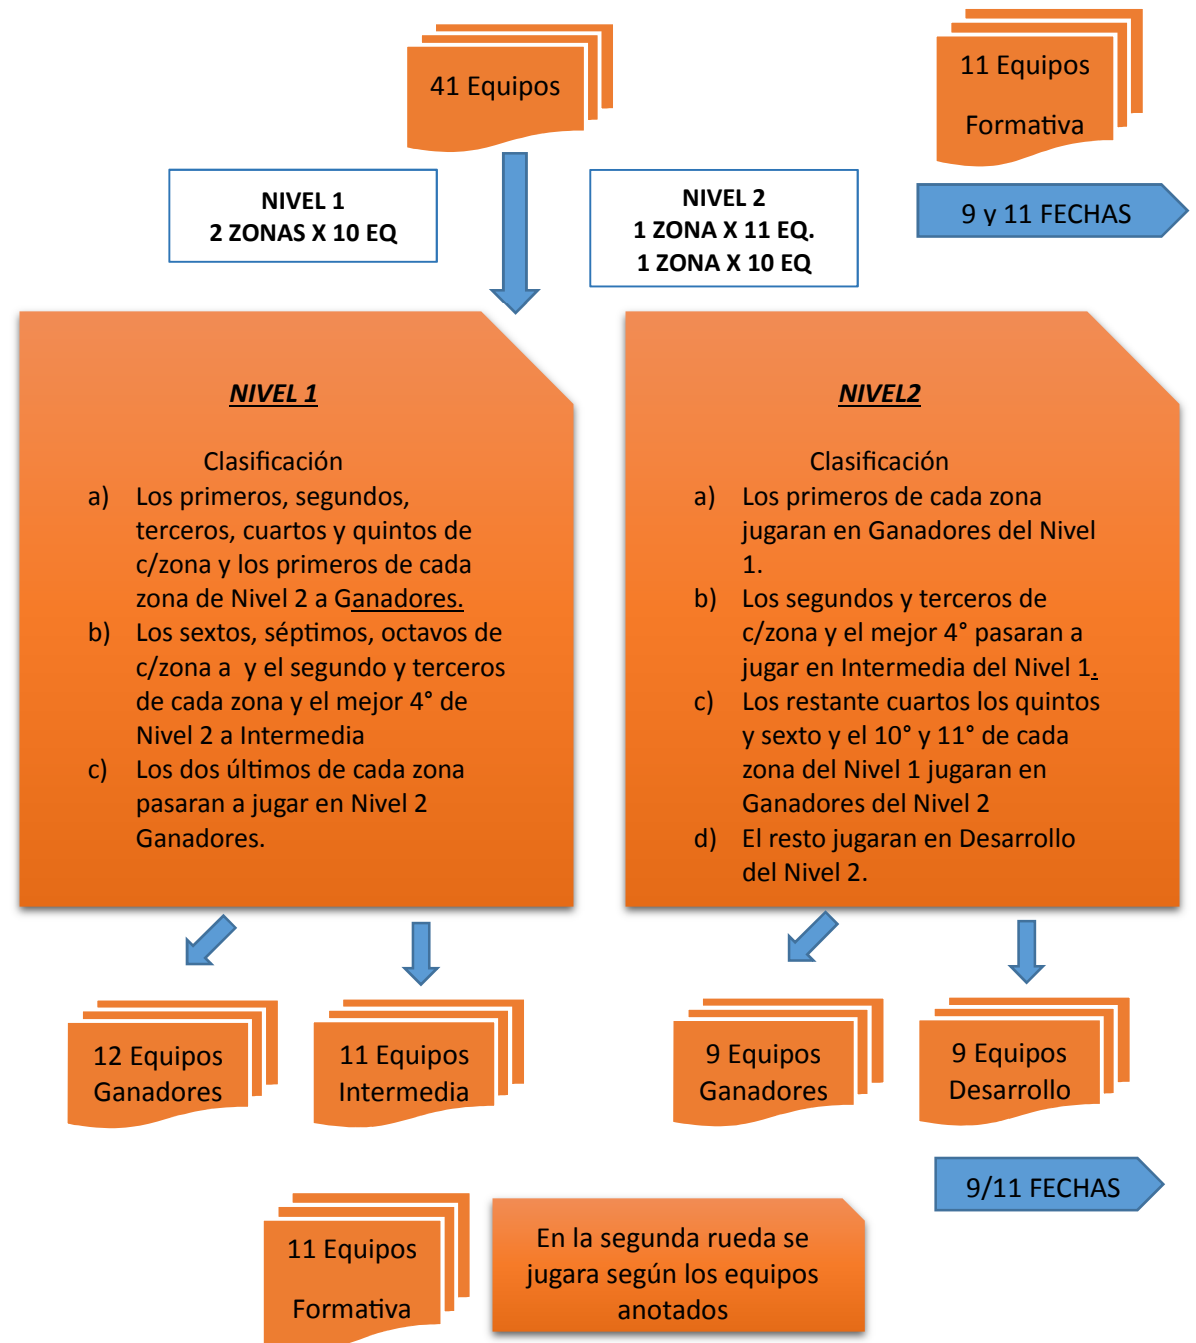 41 Equipos
11 Equipos
Formativa
NIVEL 1
2 ZONAS X 10 EQ
NIVEL 2
1 ZONA X 11 EQ.
1 ZONA X 10 EQ
9 y 11 FECHAS
NIVEL 1
Clasificación
a) Los primeros, segundos,
terceros, cuartos y quintos de
c/zona y los primeros de cada
zona de Nivel 2 a Ganadores.
b) Los sextos, séptimos, octavos de
c/zona a  y el segundo y terceros
de cada zona y el mejor 4° de
Nivel 2 a Intermedia
c) Los dos últimos de cada zona
pasaran a jugar en Nivel 2
Ganadores.
NIVEL2
Clasificación
a) Los primeros de cada zona
jugaran en Ganadores del Nivel
1.
b) Los segundos y terceros de
c/zona y el mejor 4° pasaran a
jugar en Intermedia del Nivel 1.
c) Los restante cuartos los quintos
y sexto y el 10° y 11° de cada
zona del Nivel 1 jugaran en
Ganadores del Nivel 2
d) El resto jugaran en Desarrollo
del Nivel 2.
12 Equipos
Ganadores
11 Equipos
Intermedia
9 Equipos
Ganadores
9 Equipos
Desarrollo
9/11 FECHAS
11 Equipos
Formativa
En la segunda rueda se
jugara según los equipos
anotados